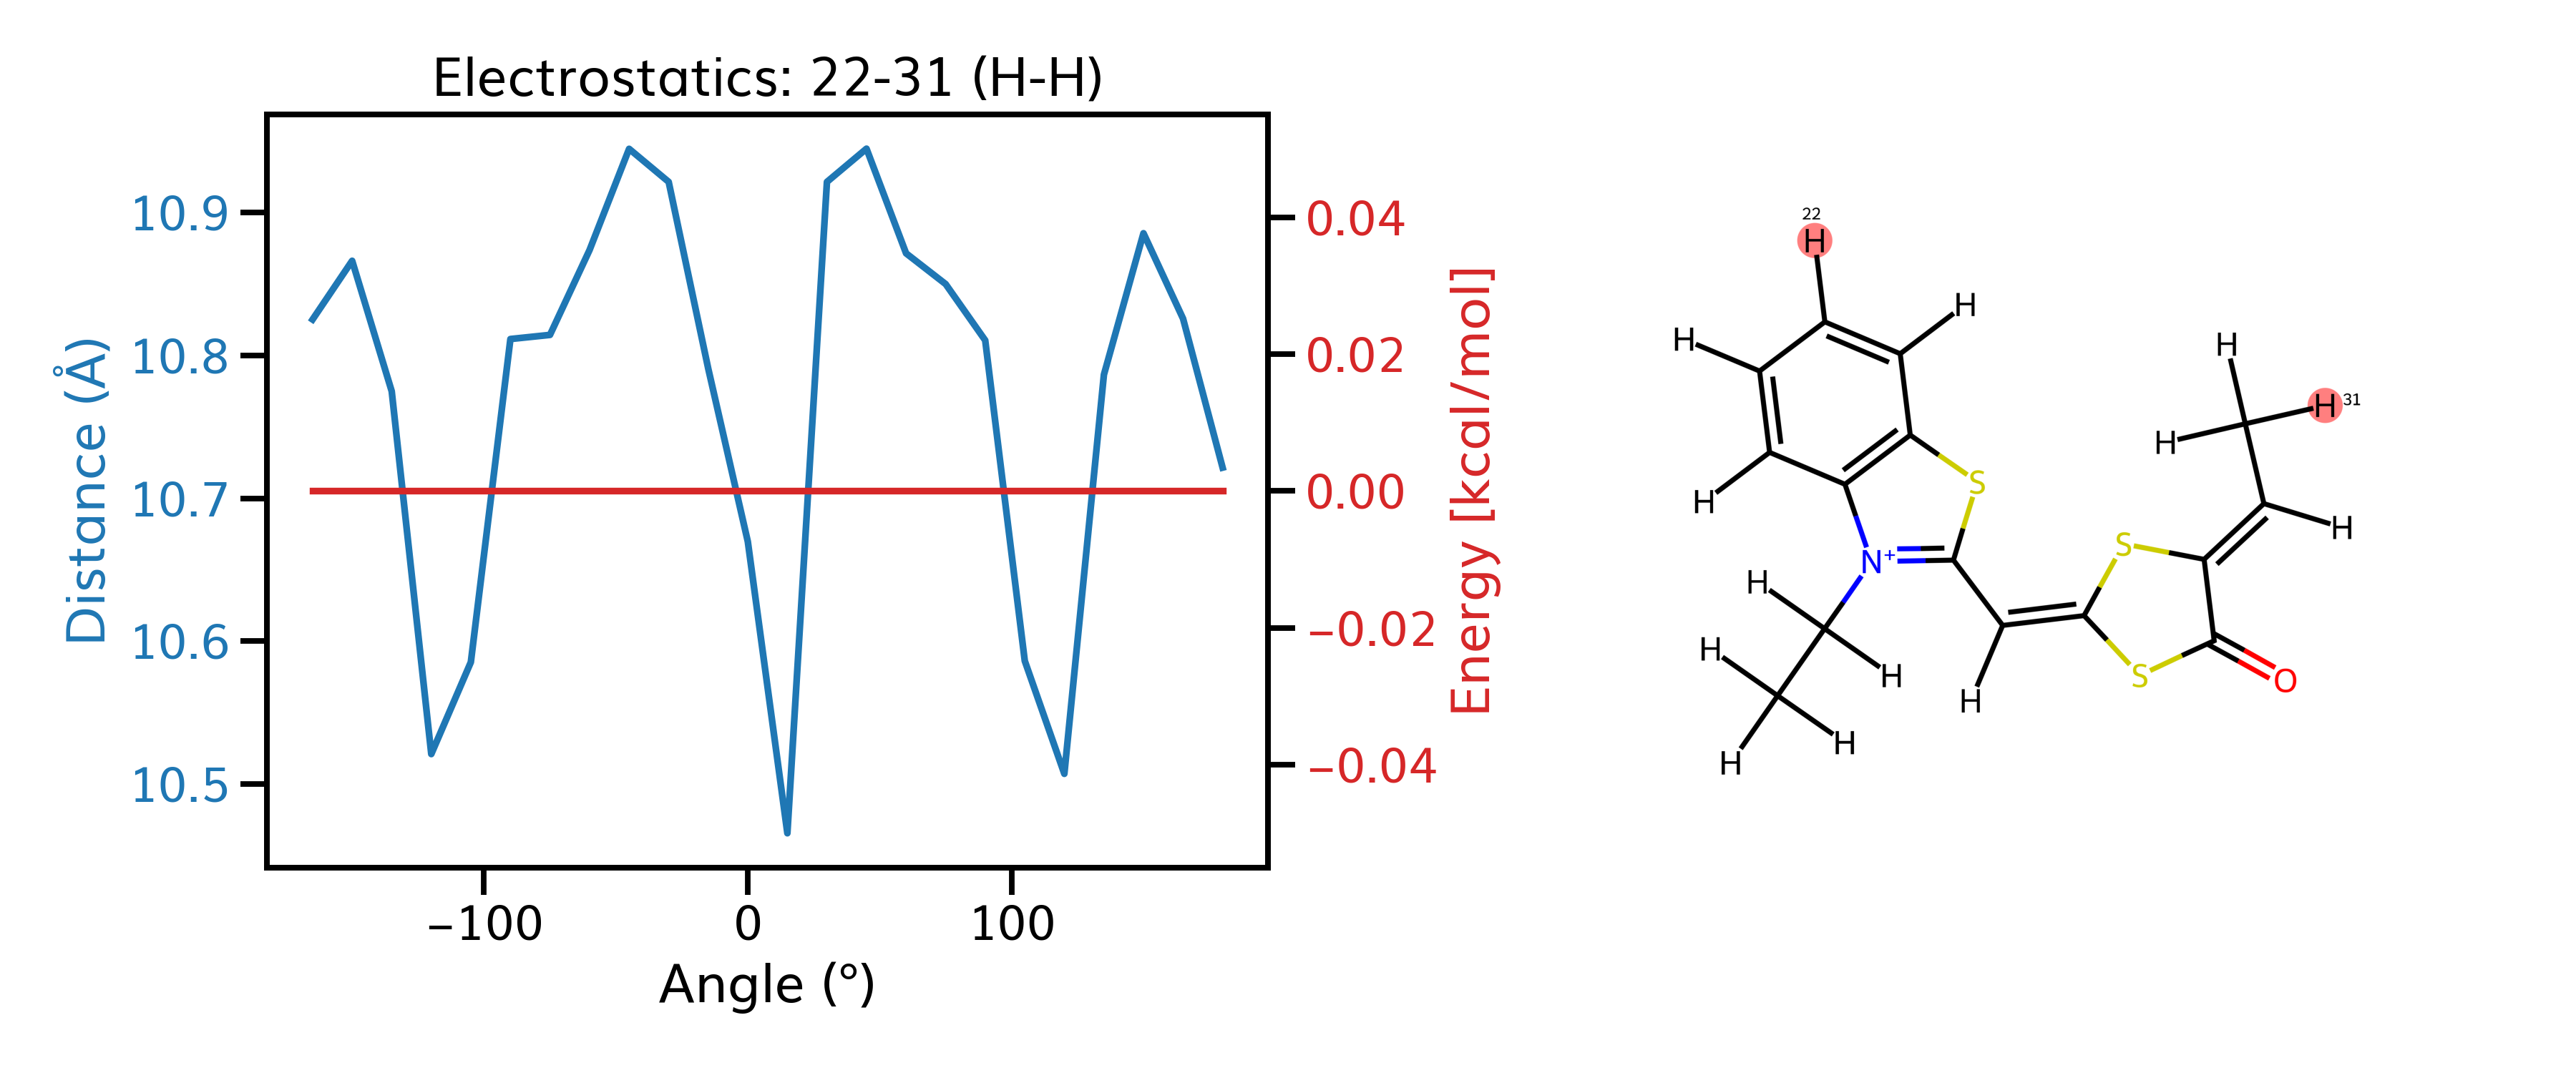 Electrostatics: 22-31 (H-H)
Distance (Å)
10.9
10.8
10.7
10.6
10.5
−100
0
100
Angle (°)
0.04
0.02
0.00
−0.02
−0.04
Energy [kcal/mol]
22
H
H
H
H
H
H 31
H
S
H
H
S
N+
H
H
H
S
O
H
H
H